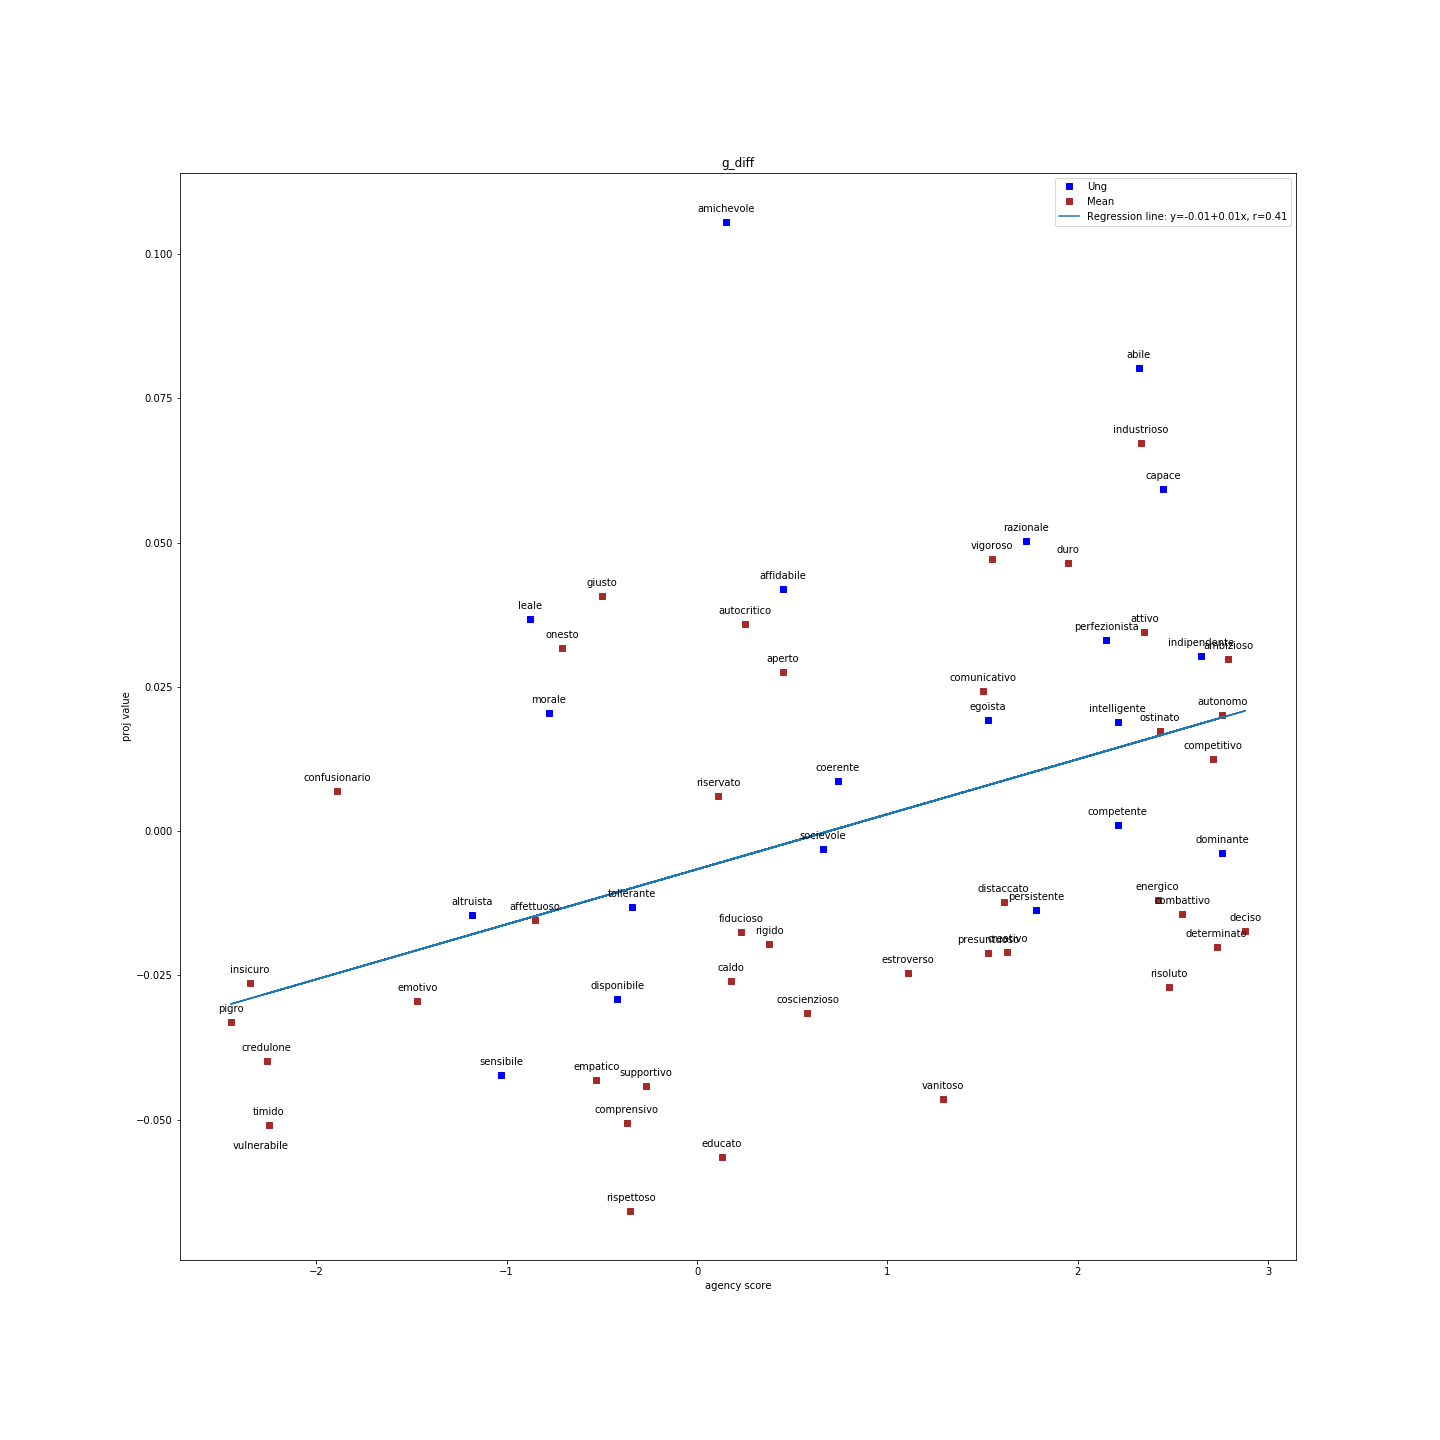 g_diff
Ung
Mean
Regression line: y=-0.01+0.01x, r=0.41
amichevole
0.100
abile
0.075
industrioso
capace
razionale
0.050
vigoroso
duro
affidabile
giusto
leale
autocritico
attivo
perfezionista
onesto
indipendente
ambizioso
aperto
comunicativo
0.025
morale
egoista
intelligente
autonomo
ostinato
competitivo
confusionario
riservato
coerente
competente
0.000
socievole
dominante
tollerante
distaccato
energico
persistente
combattivo
altruista
affettuoso
fiducioso
deciso
rigido
determinato
presuntuoso
creativo
insicuro
caldo
estroverso
risoluto
−0.025
emotivo
disponibile
coscienzioso
pigro
credulone
sensibile
empatico
supportivo
vanitoso
timido
comprensivo
−0.050
vulnerabile
educato
rispettoso
−2
−1
0
1
2
3
agency score
proj value